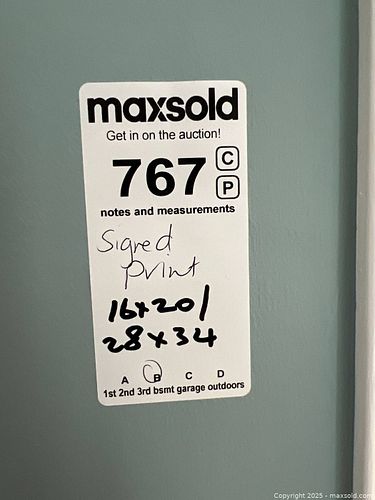 maxsold
Get in on the auction!
767 C
P
notes and measurements
Signed
print
16x20/
28x34
A B C D
1st 2nd 3rd bsmt garage outdoors
Copyright 2025 - maxsold.com